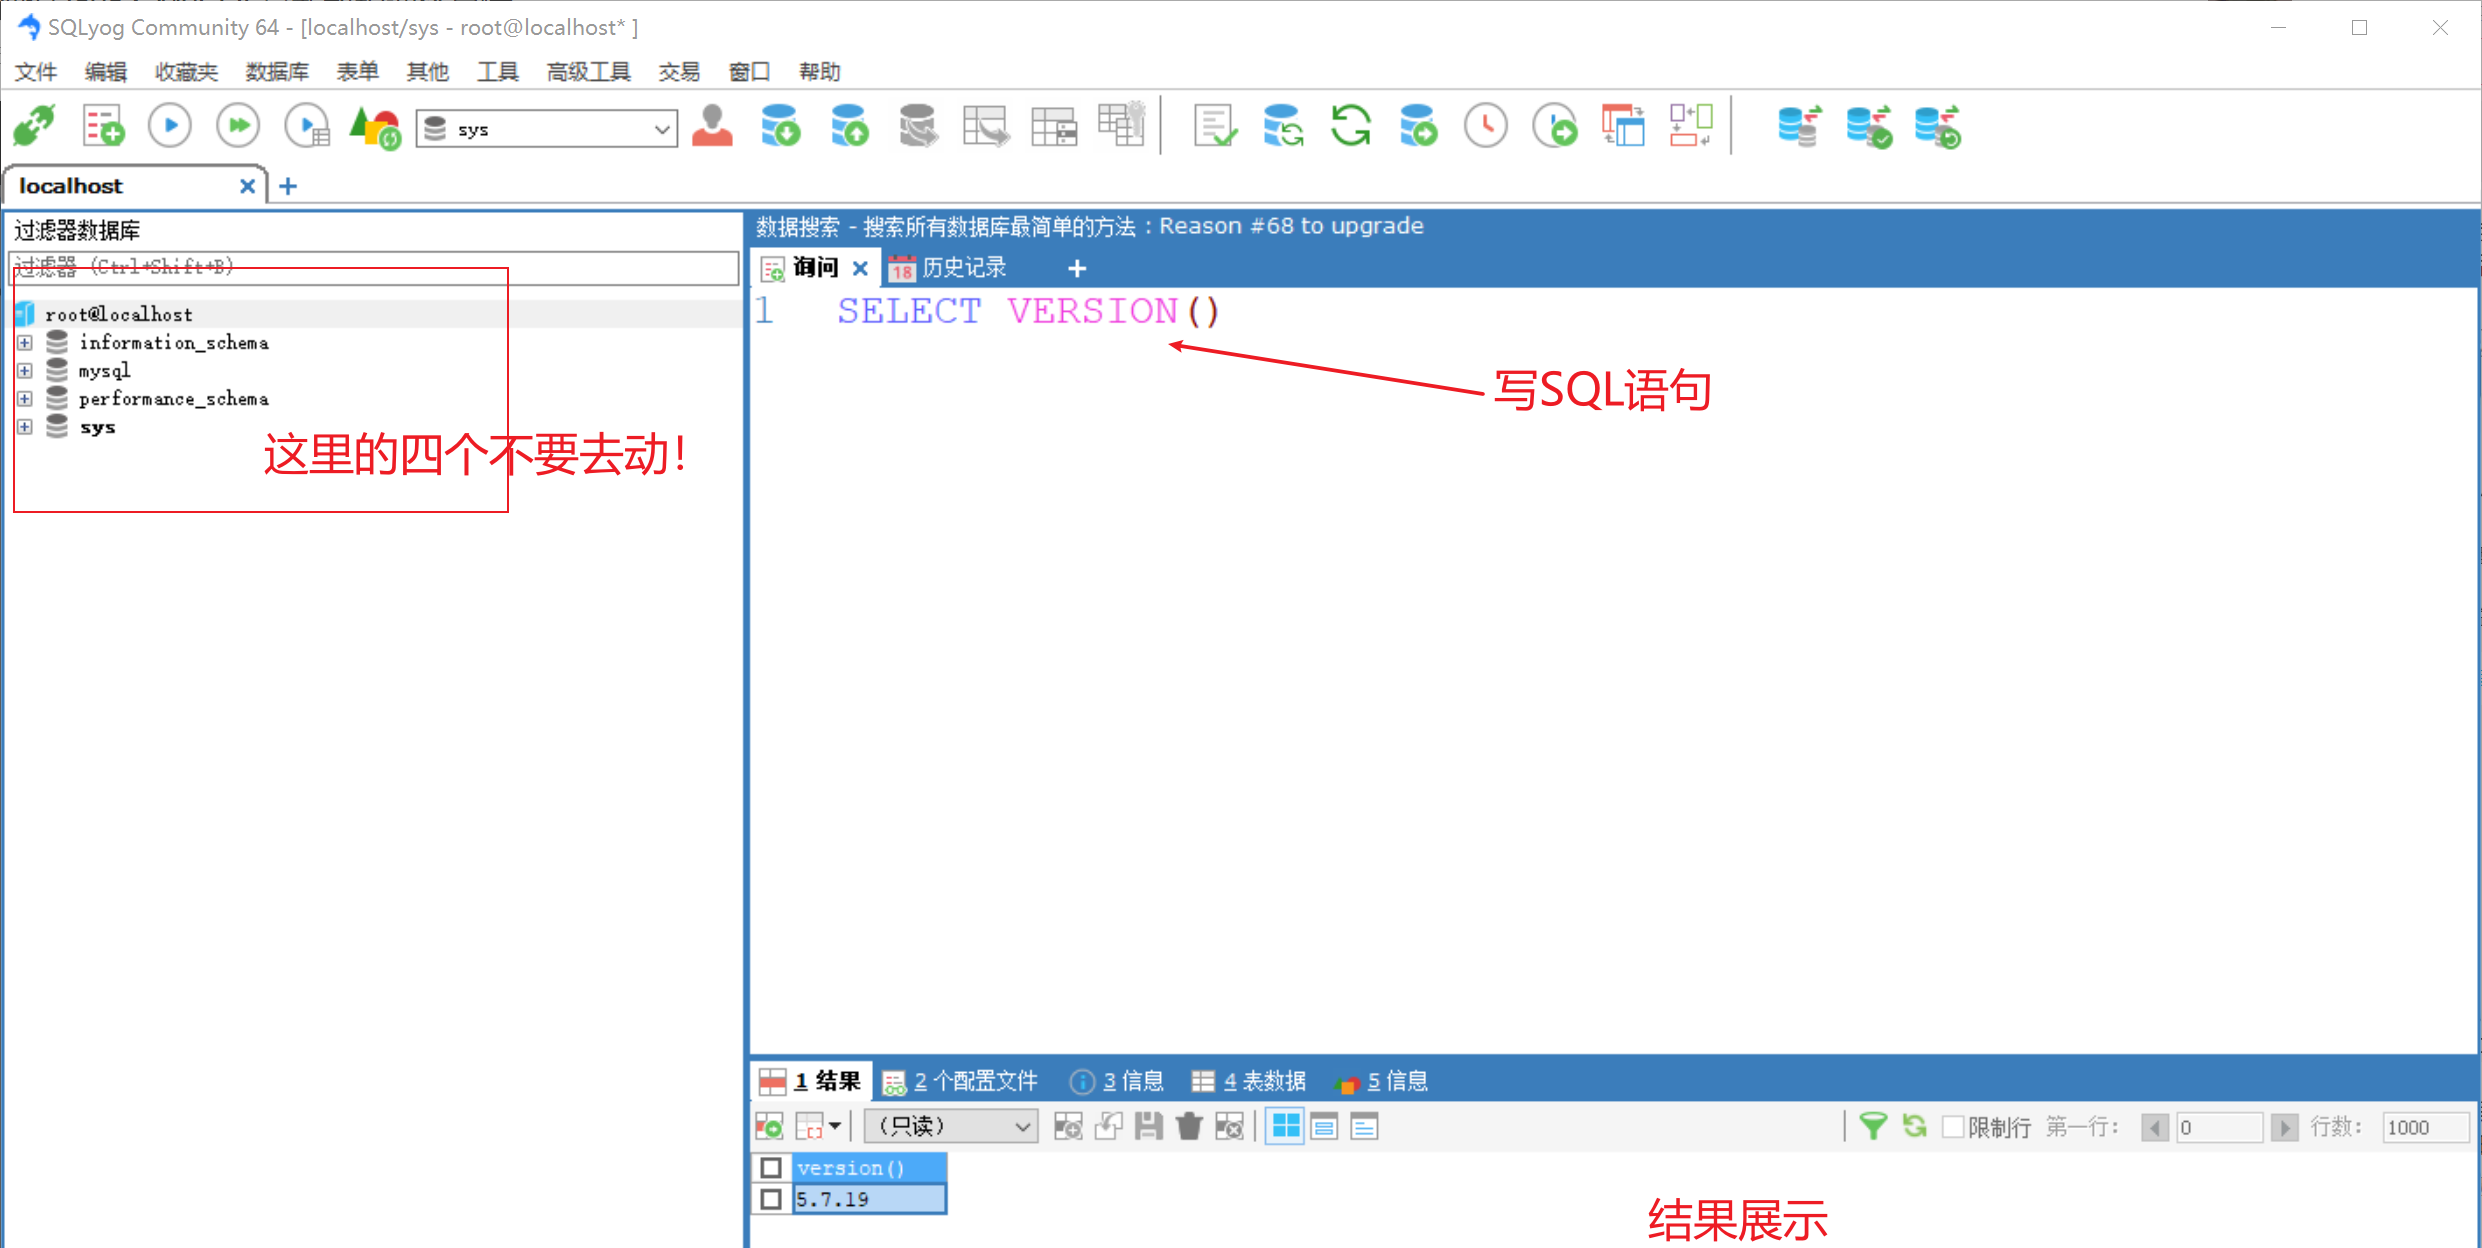 SQLyog Community 64 - [localhost/sys - root@localhost* ]
文件 编辑 收藏夹 数据库 表单 其他 工具 高级工具 交易 窗口 帮助
sys
localhost
过滤器数据库
过滤器 (Ctrl+Shift+B)
root@localhost
information_schema
mysql
performance_schema
sys
这里的四个不要去动！
数据搜索 - 搜索所有数据库最简单的方法：Reason #68 to upgrade
询问 18 历史记录
1 SELECT VERSION()
写SQL语句
1 结果 2 个配置文件 3 信息 4 表数据 5 信息
（只读） 限制行 第一行： 0 行数： 1000
version()
5.7.19
结果展示